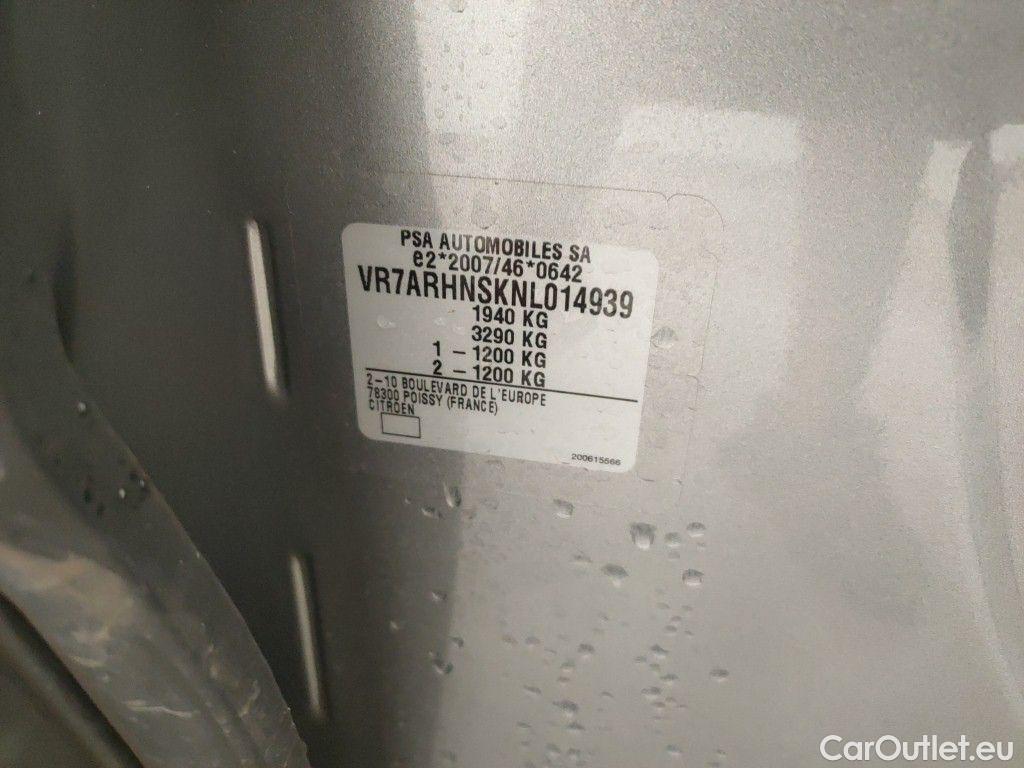 PSA AUTOMOBILES SA
e2*2007/46*0642
VR7ARHNSKNL014939
1940 KG
3290 KG
1 – 1200 KG
2 – 1200 KG
2–10 BOULEVARD DE L'EUROPE
78300 POISSY (FRANCE)
CITROEN
200615566
CarOutlet.eu